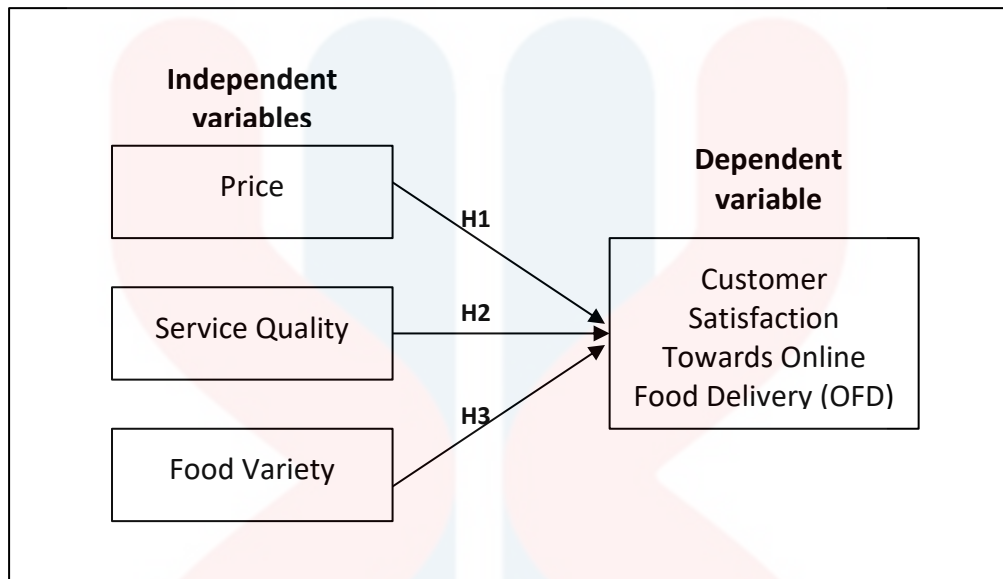 Independent
variables
Price
Service Quality
Food Variety
H1
H2
H3
Dependent
variable
Customer
Satisfaction
Towards Online
Food Delivery (OFD)